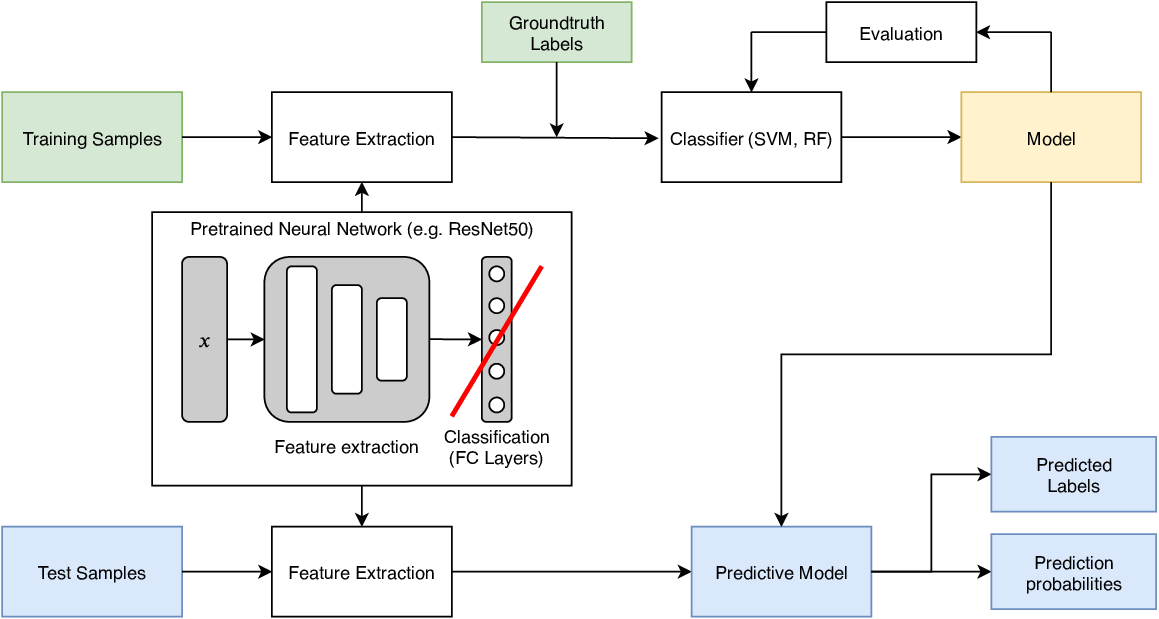 Groundtruth
Labels
Evaluation
Training Samples
Feature Extraction
Classifier (SVM, RF)
Model
Pretrained Neural Network (e.g. ResNet50)
x
Feature extraction
Classification
(FC Layers)
Predicted
Labels
Test Samples
Feature Extraction
Predictive Model
Prediction
probabilities